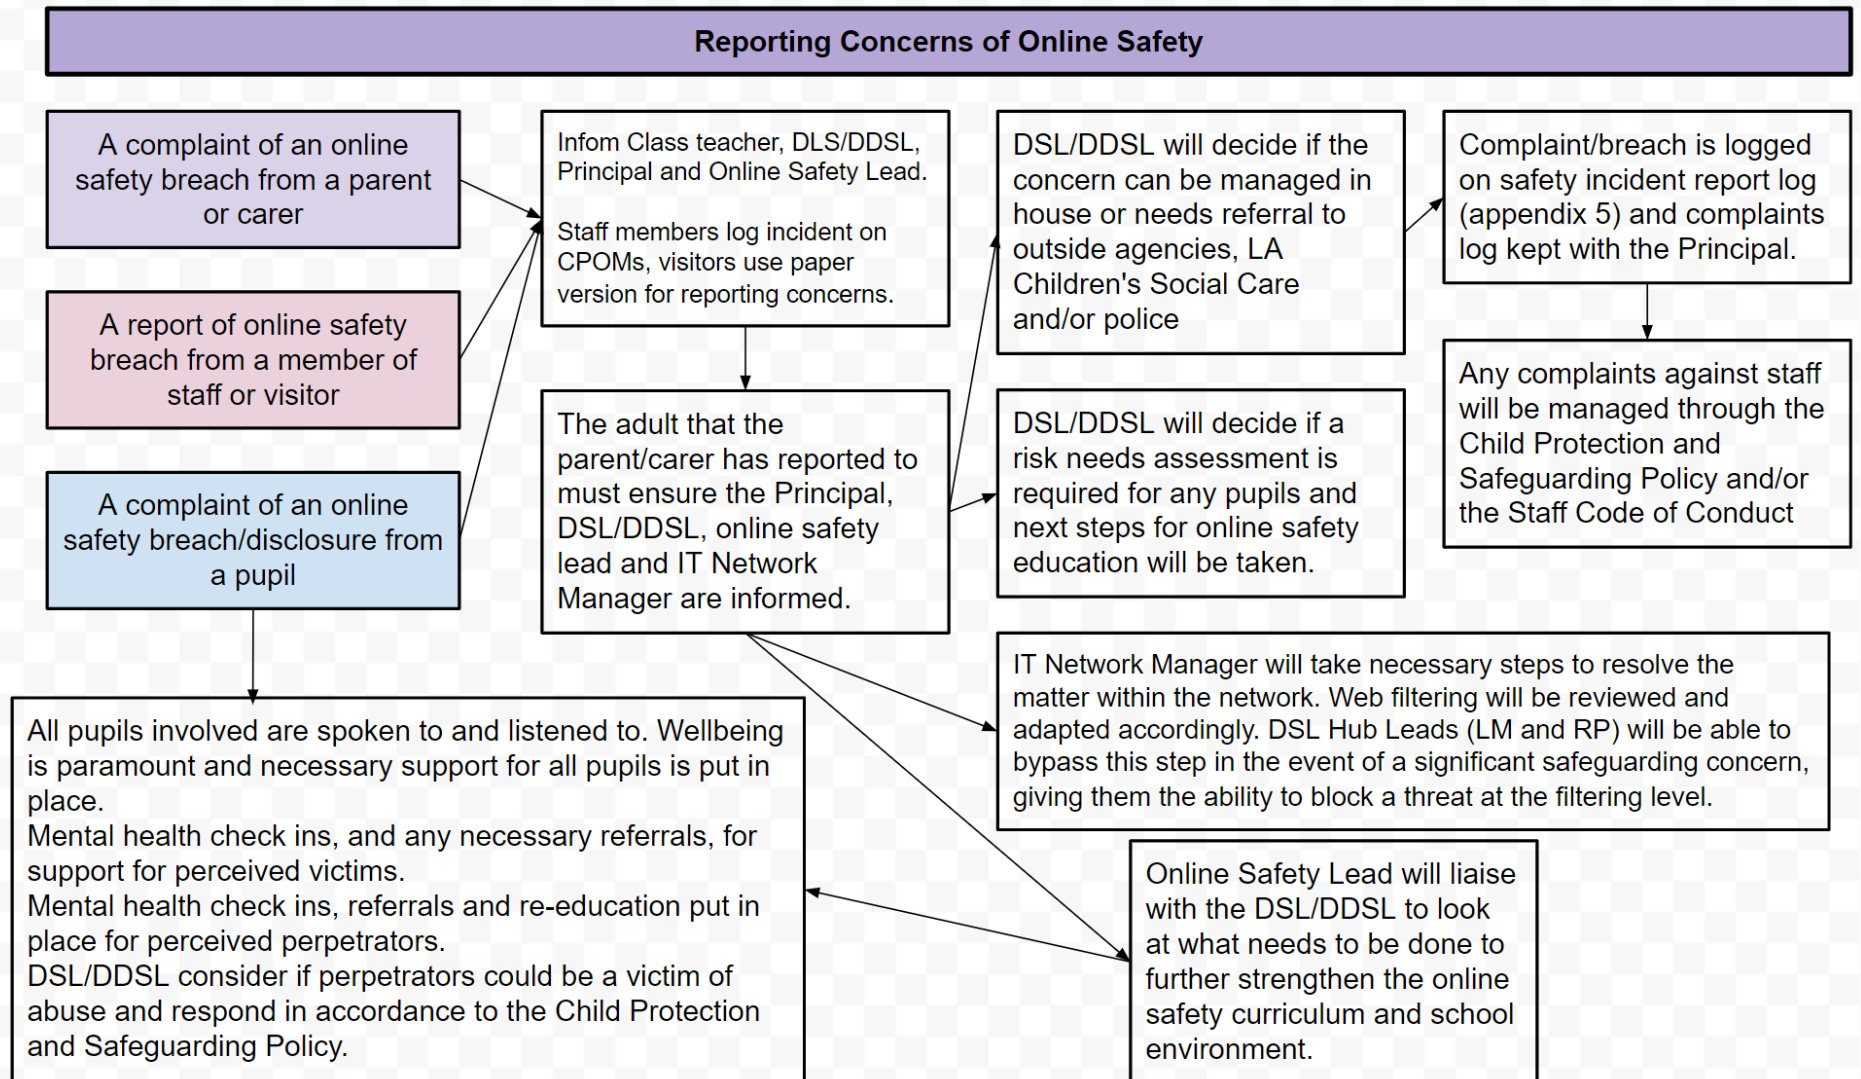 Reporting Concerns of Online Safety
A complaint of an online
safety breach from a parent
or carer
A report of online safety
breach from a member of
staff or visitor
A complaint of an online
safety breach/disclosure from
a pupil
Infom Class teacher, DLS/DDSL,
Principal and Online Safety Lead.
Staff members log incident on
CPOMs, visitors use paper
version for reporting concerns.
The adult that the
parent/carer has reported to
must ensure the Principal,
DSL/DDSL, online safety
lead and IT Network
Manager are informed.
DSL/DDSL will decide if the
concern can be managed in
house or needs referral to
outside agencies, LA
Children's Social Care
and/or police
DSL/DDSL will decide if a
risk needs assessment is
required for any pupils and
next steps for online safety
education will be taken.
Complaint/breach is logged
on safety incident report log
(appendix 5) and complaints
log kept with the Principal.
Any complaints against staff
will be managed through the
Child Protection and
Safeguarding Policy and/or
the Staff Code of Conduct
IT Network Manager will take necessary steps to resolve the
matter within the network. Web filtering will be reviewed and
adapted accordingly. DSL Hub Leads (LM and RP) will be able to
bypass this step in the event of a significant safeguarding concern,
giving them the ability to block a threat at the filtering level.
Online Safety Lead will liaise
with the DSL/DDSL to look
at what needs to be done to
further strengthen the online
safety curriculum and school
environment.
All pupils involved are spoken to and listened to. Wellbeing
is paramount and necessary support for all pupils is put in
place.
Mental health check ins, and any necessary referrals, for
support for perceived victims.
Mental health check ins, referrals and re-education put in
place for perceived perpetrators.
DSL/DDSL consider if perpetrators could be a victim of
abuse and respond in accordance to the Child Protection
and Safeguarding Policy.